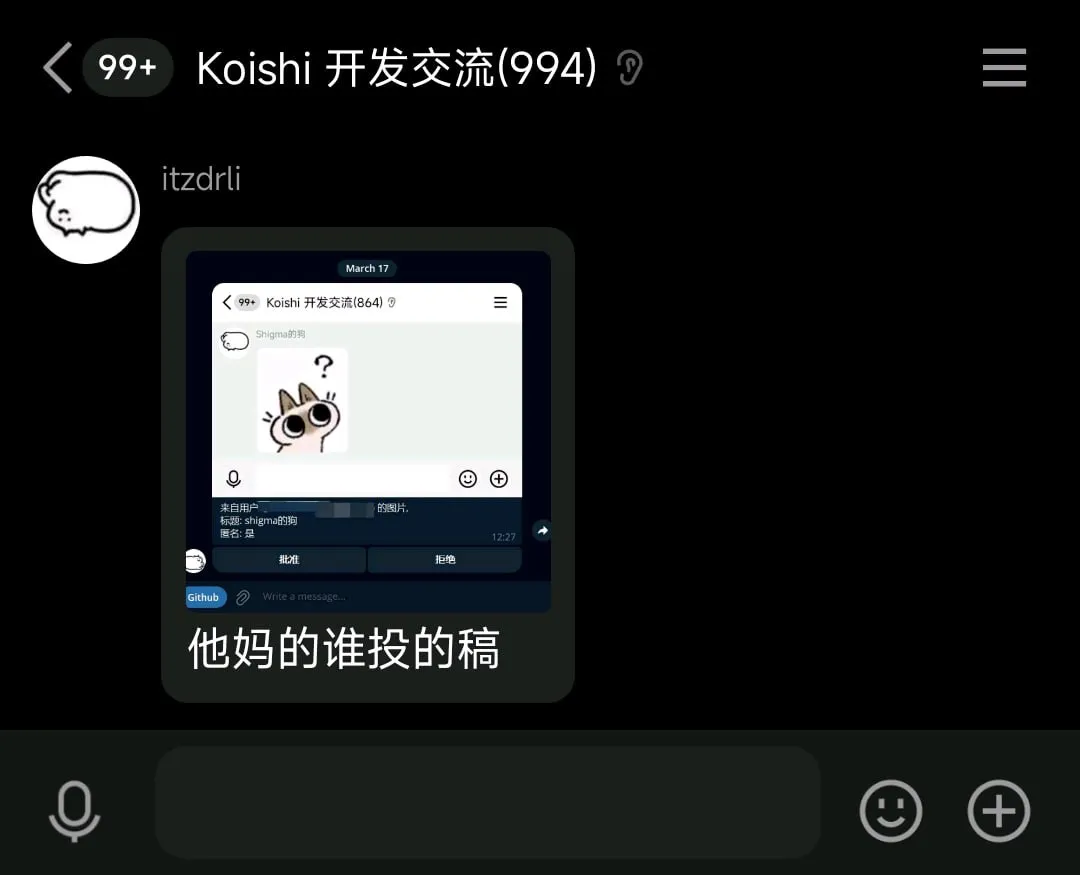 99+ Koishi 开发交流(994)
itzdrli
March 17
99+ Koishi 开发交流(864)
Shigma的狗
?
来自用户 的图片,
标题: shigma的狗
匿名: 是
12:27
批准 拒绝
Github Write a message...
他妈的谁投的稿